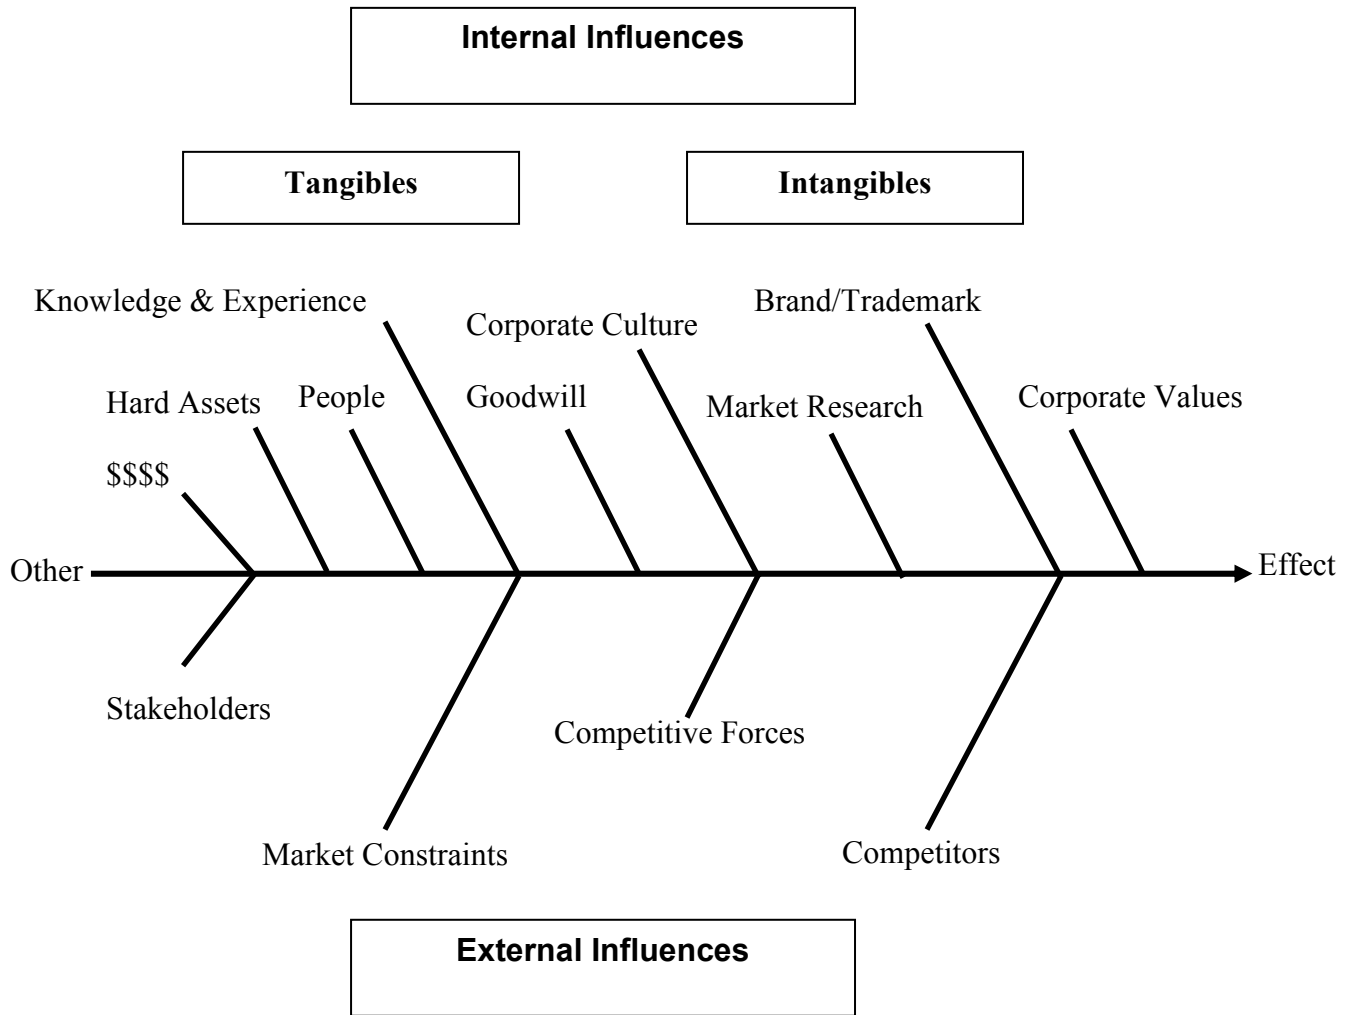 Internal Influences
Tangibles
Intangibles
Knowledge & Experience
Corporate Culture
Brand/Trademark
Hard Assets
People
Goodwill
Market Research
Corporate Values
$$$$
Other
Effect
Stakeholders
Competitive Forces
Market Constraints
Competitors
External Influences